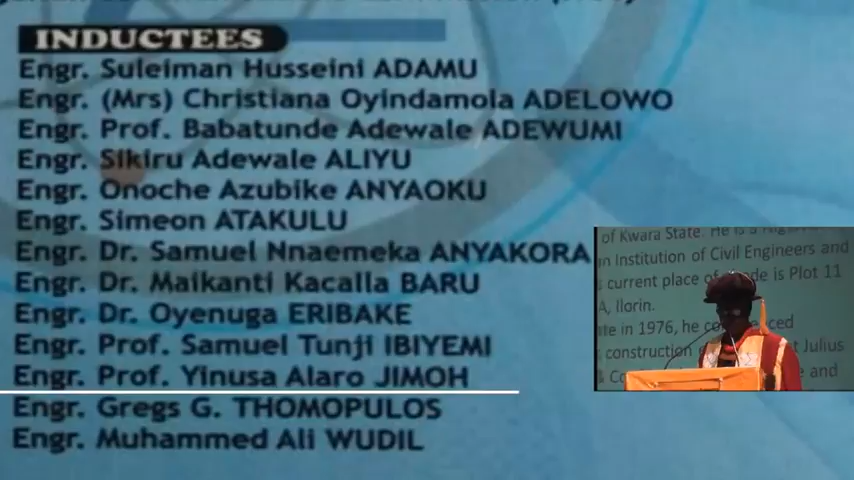 INDUCTEES
Engr. Suleiman Husseini ADAMU
Engr. (Mrs) Christiana Oyindamola ADELOWO
Engr. Prof. Babatunde Adewale ADEWUMI
Engr. Sikiru Adewale ALIYU
Engr. Onoche Azubike ANYAOKU
Engr. Simeon ATAKULU
Engr. Dr. Samuel Nnaemeka ANYAKORA
Engr. Dr. Maikanti Kacalla BARU
Engr. Dr. Oyenuga ERIBAKE
Engr. Prof. Samuel Tunji IBIYEMI
Engr. Prof. Yinusa Alaro JIMOH
Engr. Gregs G. THOMOPULOS
Engr. Muhammed Ali WUDIL
of Kwara State. He is a
Institution of Civil Engineers and
current place of is Plot 11
Ilorin.
in 1976, he
construction Julius
and